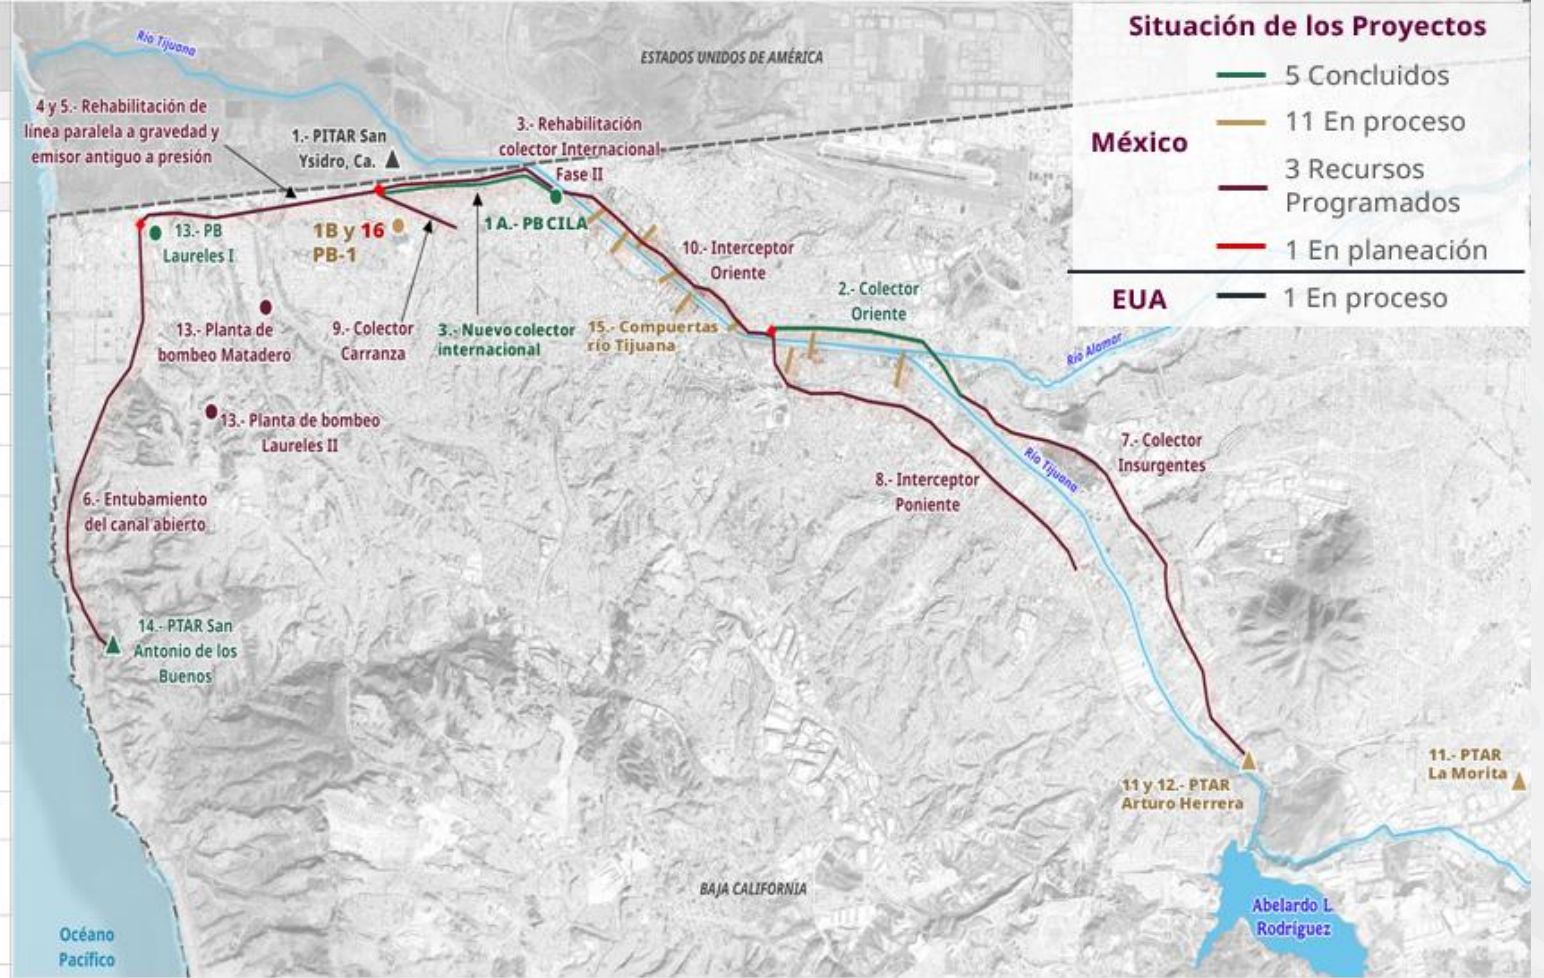 Situación de los Proyectos
México
5 Concluidos
11 En proceso
3 Recursos
Programados
1 En planeación
EUA
1 En proceso
Río Tijuana
ESTADOS UNIDOS DE AMÉRICA
4 y 5.- Rehabilitación de
línea paralela a gravedad y
emisor antiguo a presión
1.- PITAR San
Ysidro, Ca.
3.- Rehabilitación
colector Internacional
Fase II
13.- PB
Laureles I
1B y 16
PB-1
1 A.- PB CILA
10.- Interceptor
Oriente
2.- Colector
Oriente
13.- Planta de
bombeo Matadero
9.- Colector
Carranza
3.- Nuevo colector
internacional
15.- Compuertas
río Tijuana
Río Alamar
13.- Planta de bombeo
Laureles II
7.- Colector
Insurgentes
Río Tijuana
8.- Interceptor
Poniente
6.- Entubamiento
del canal abierto
14.- PTAR San
Antonio de los
Buenos
11 y 12.- PTAR
Arturo Herrera
11.- PTAR
La Morita
BAJA CALIFORNIA
Abelardo L.
Rodríguez
Océano
Pacífico